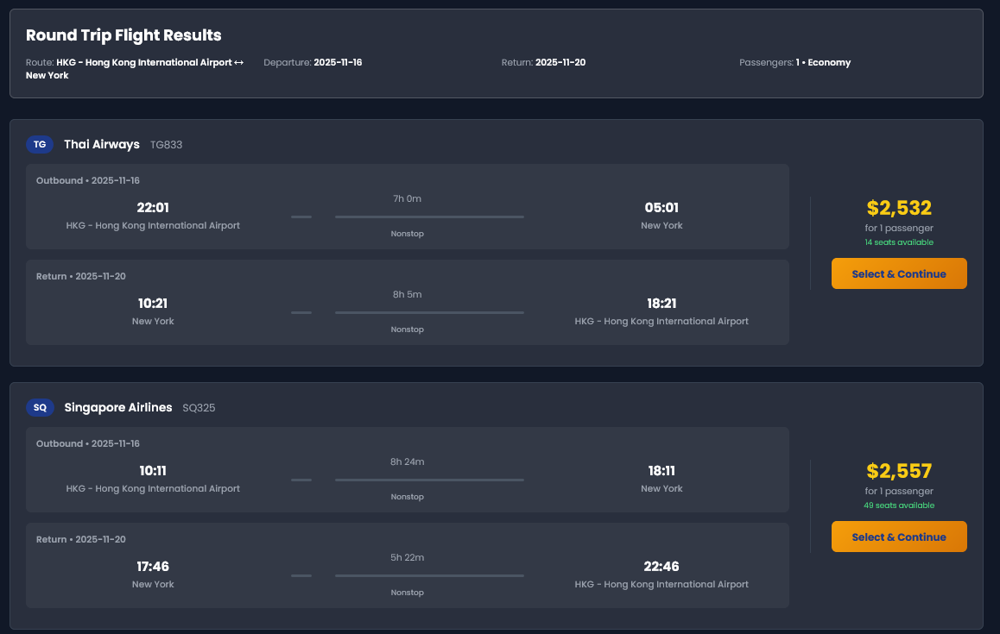 Round Trip Flight Results
Route: HKG - Hong Kong International Airport ↔
New York
Departure: 2025-11-16
Return: 2025-11-20
Passengers: 1 • Economy
TG Thai Airways TG833
Outbound • 2025-11-16
22:01
HKG - Hong Kong International Airport
7h 0m
Nonstop
05:01
New York
Return • 2025-11-20
10:21
New York
8h 5m
Nonstop
18:21
HKG - Hong Kong International Airport
$2,532
for 1 passenger
14 seats available
Select & Continue
SQ Singapore Airlines SQ325
Outbound • 2025-11-16
10:11
HKG - Hong Kong International Airport
8h 24m
Nonstop
18:11
New York
Return • 2025-11-20
17:46
New York
5h 22m
Nonstop
22:46
HKG - Hong Kong International Airport
$2,557
for 1 passenger
49 seats available
Select & Continue